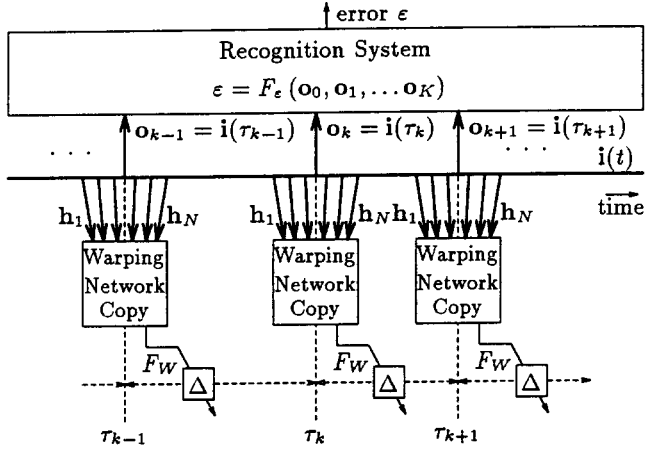 error ε
Recognition System
ε = F_ε (o_0, o_1, ... o_K)
o_{k−1} = i(τ_{k−1}) o_k = i(τ_k) o_{k+1} = i(τ_{k+1})
. . . . . .
i(t)
h_1 h_N h_1 h_N h_1 h_N
time
Warping Network Copy
Warping Network Copy
Warping Network Copy
F_W F_W F_W
Δ Δ Δ
τ_{k−1} τ_k τ_{k+1}